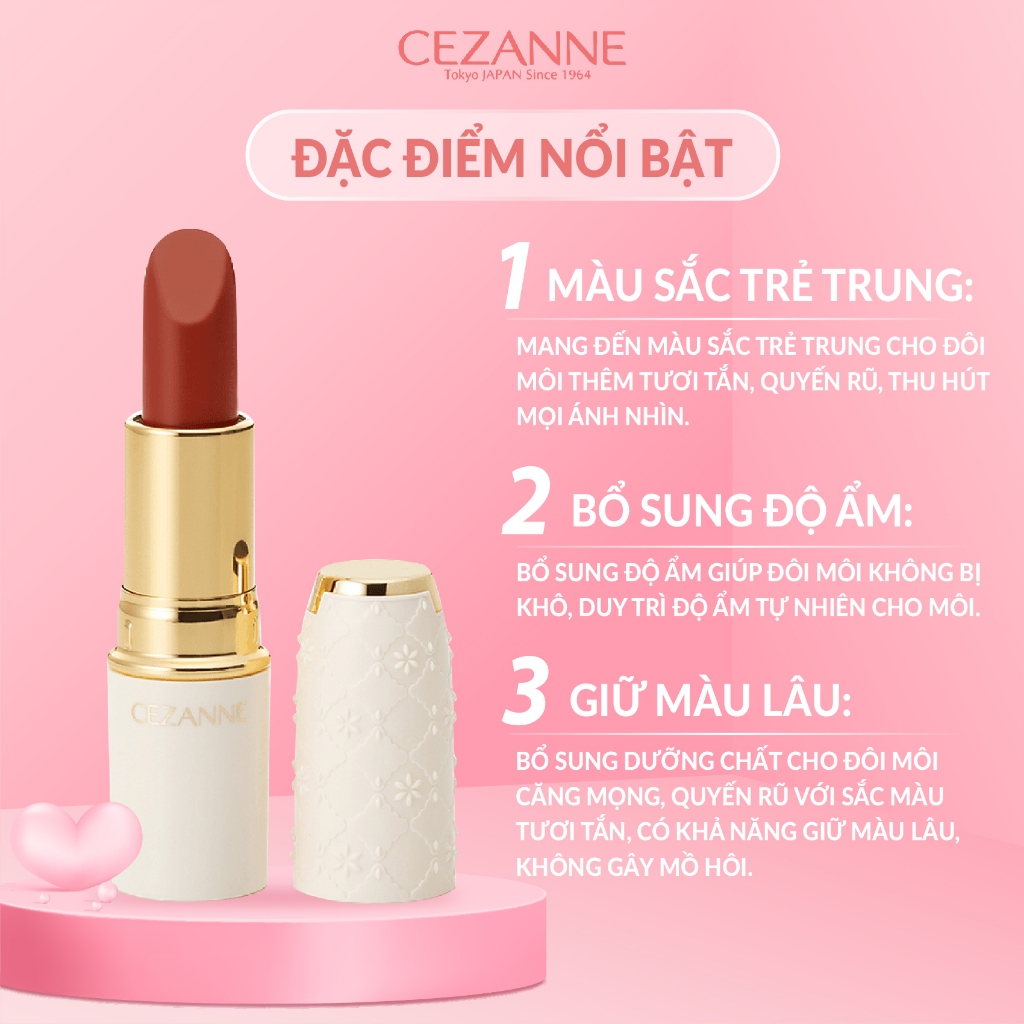 CEZANNE
Tokyo JAPAN Since 1964
ĐẶC ĐIỂM NỔI BẬT
1 MÀU SẮC TRẺ TRUNG:
MANG ĐẾN MÀU SẮC TRẺ TRUNG CHO ĐÔI
MÔI THÊM TƯƠI TẮN, QUYẾN RŨ, THU HÚT
MỌI ÁNH NHÌN.
2 BỔ SUNG ĐỘ ẨM:
BỔ SUNG ĐỘ ẨM GIÚP ĐÔI MÔI KHÔNG BỊ
KHÔ, DUY TRÌ ĐỘ ẨM TỰ NHIÊN CHO MÔI.
3 GIỮ MÀU LÂU:
BỔ SUNG DƯỠNG CHẤT CHO ĐÔI MÔI
CĂNG MỌNG, QUYẾN RŨ VỚI SẮC MÀU
TƯƠI TẮN, CÓ KHẢ NĂNG GIỮ MÀU LÂU,
KHÔNG GÂY MỒ HÔI.
CEZANNE